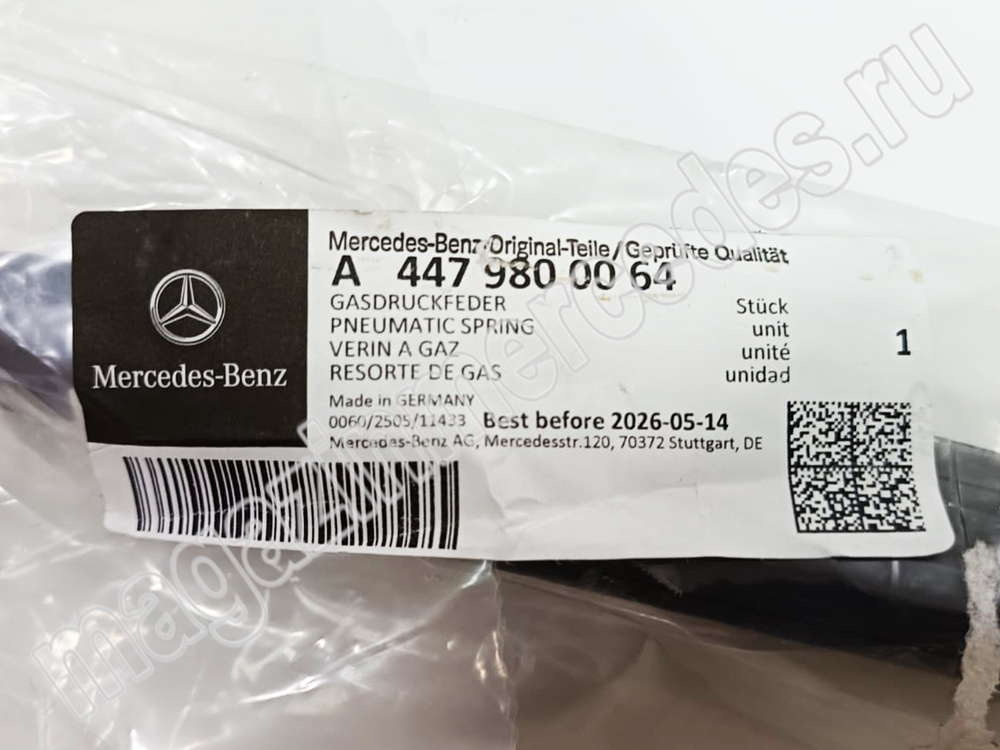 Mercedes-Benz
Mercedes-Benz Original-Teile/Geprüfte Qualität
A 447 980 00 64
GASDRUCKFEDER Stück
PNEUMATIC SPRING unit
VERIN A GAZ unité
RESORTE DE GAS unidad
1
Made in GERMANY
0060/2505/11433 Best before 2026-05-14
Mercedes-Benz AG, Mercedesstr.120, 70372 Stuttgart, DE
magazinmercedes.ru